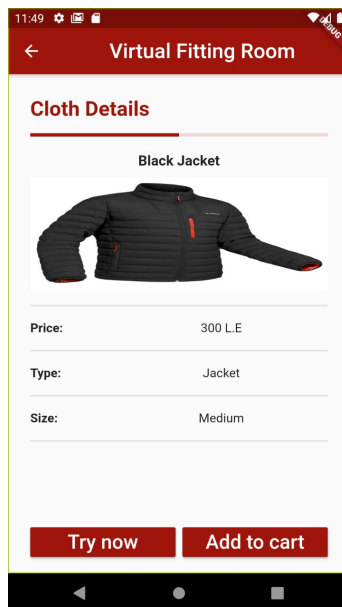 11:49
DEBUG
Virtual Fitting Room
Cloth Details
Black Jacket
Price: 300 L.E
Type: Jacket
Size: Medium
Try now Add to cart